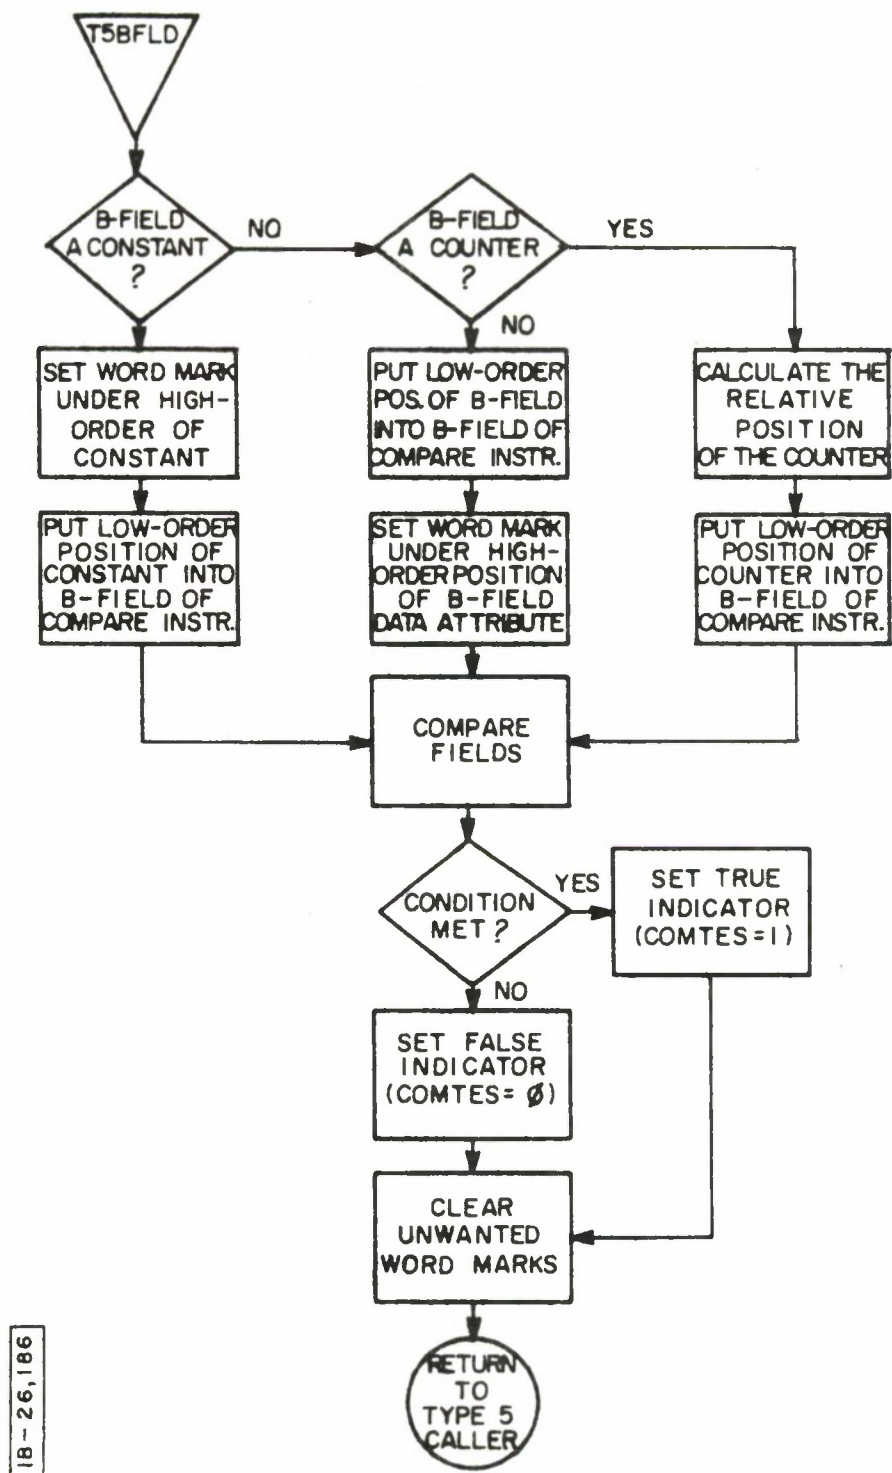 T5BFLD
B-FIELD
A CONSTANT
?
NO
B-FIELD
A COUNTER
?
YES
NO
SET WORD MARK
UNDER HIGH-
ORDER OF
CONSTANT
PUT LOW-ORDER
POS. OF B-FIELD
INTO B-FIELD OF
COMPARE INSTR.
CALCULATE THE
RELATIVE
POSITION
OF THE COUNTER
PUT LOW-ORDER
POSITION OF
CONSTANT INTO
B-FIELD OF
COMPARE INSTR.
SET WORD MARK
UNDER HIGH-
ORDER POSITION
OF B-FIELD
DATA ATTRIBUTE
PUT LOW-ORDER
POSITION OF
COUNTER INTO
B-FIELD OF
COMPARE INSTR.
COMPARE
FIELDS
CONDITION
MET ?
YES
SET TRUE
INDICATOR
(COMTES=1)
NO
SET FALSE
INDICATOR
(COMTES= Ø)
CLEAR
UNWANTED
WORD MARKS
RETURN
TO
TYPE 5
CALLER
IB-26,186